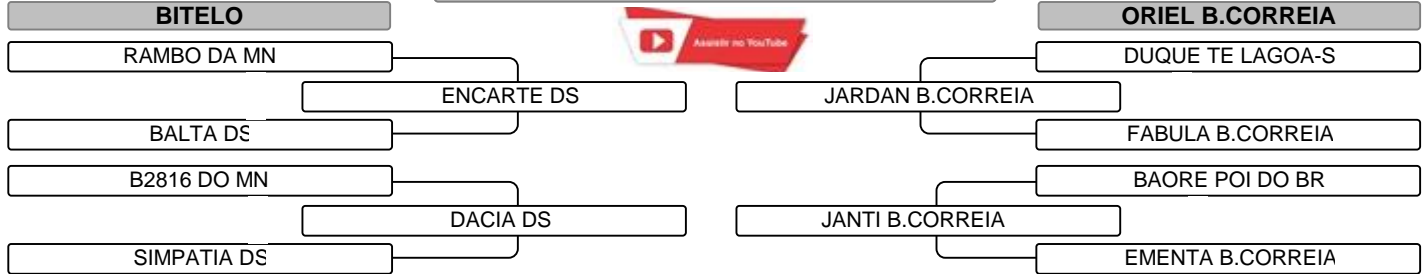 BITELO
ORIEL B.CORREIA
RAMBO DA MN
Assistir no YouTube
DUQUE TE LAGOA-S
ENCARTE DS
JARDAN B.CORREIA
BALTA DS
FABULA B.CORREIA
B2816 DO MN
BAORE POI DO BR
DACIA DS
JANTI B.CORREIA
SIMPATIA DS
EMENTA B.CORREIA